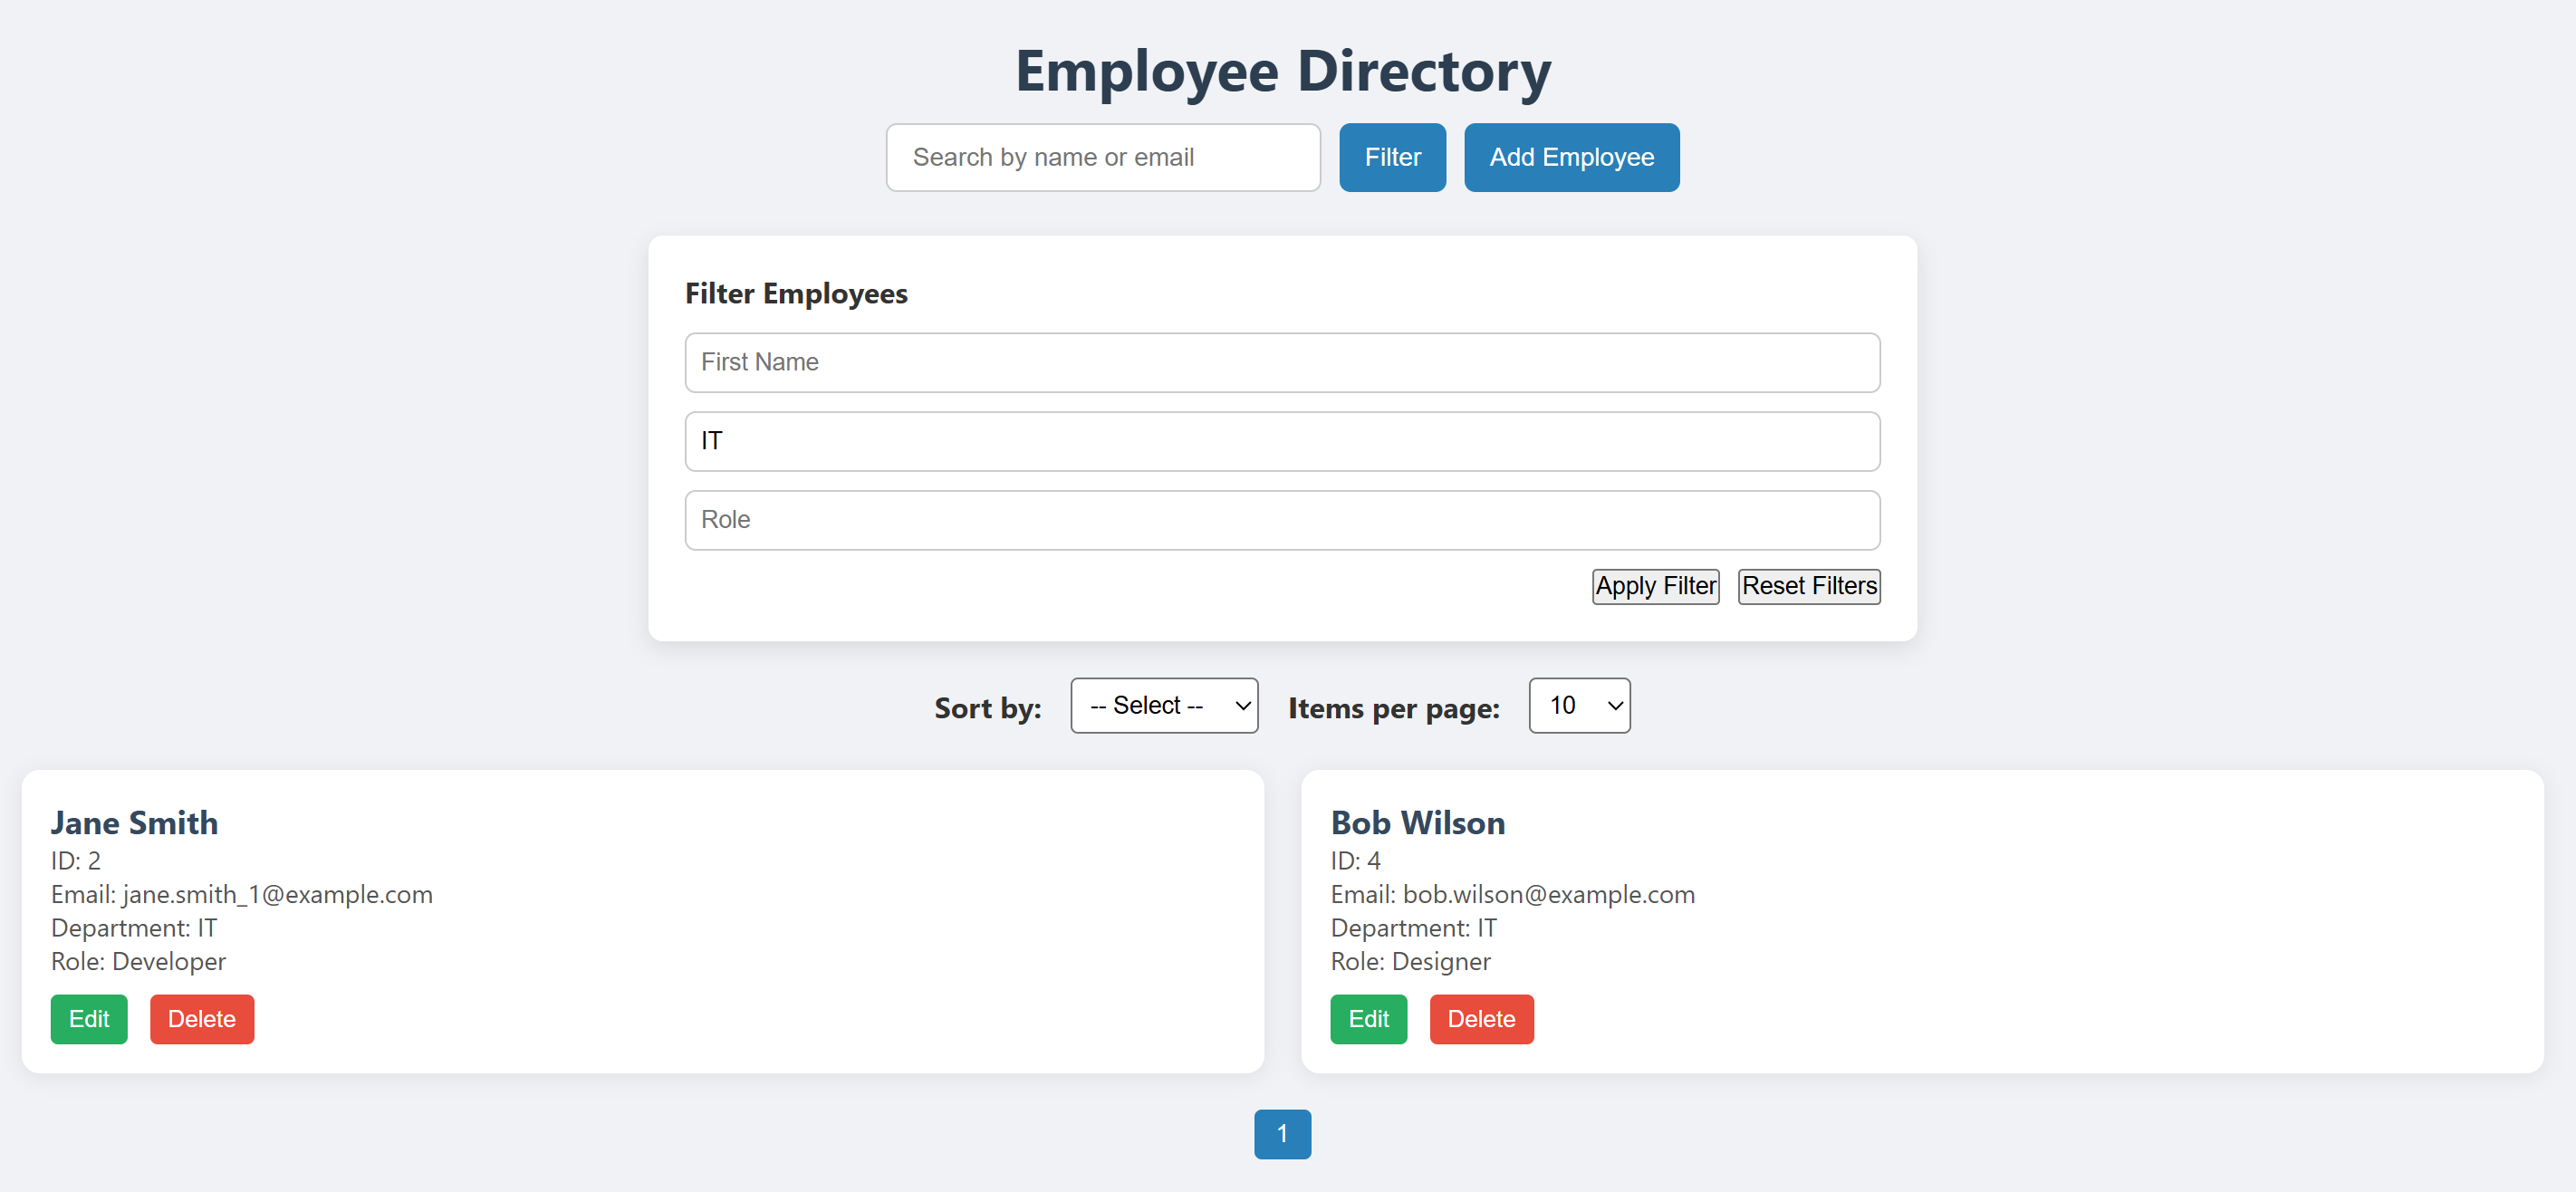 Employee Directory
Search by name or email Filter Add Employee
Filter Employees
First Name
IT
Role
Apply Filter Reset Filters
Sort by: -- Select -- Items per page: 10
Jane Smith
ID: 2
Email: jane.smith_1@example.com
Department: IT
Role: Developer
Edit Delete
Bob Wilson
ID: 4
Email: bob.wilson@example.com
Department: IT
Role: Designer
Edit Delete
1